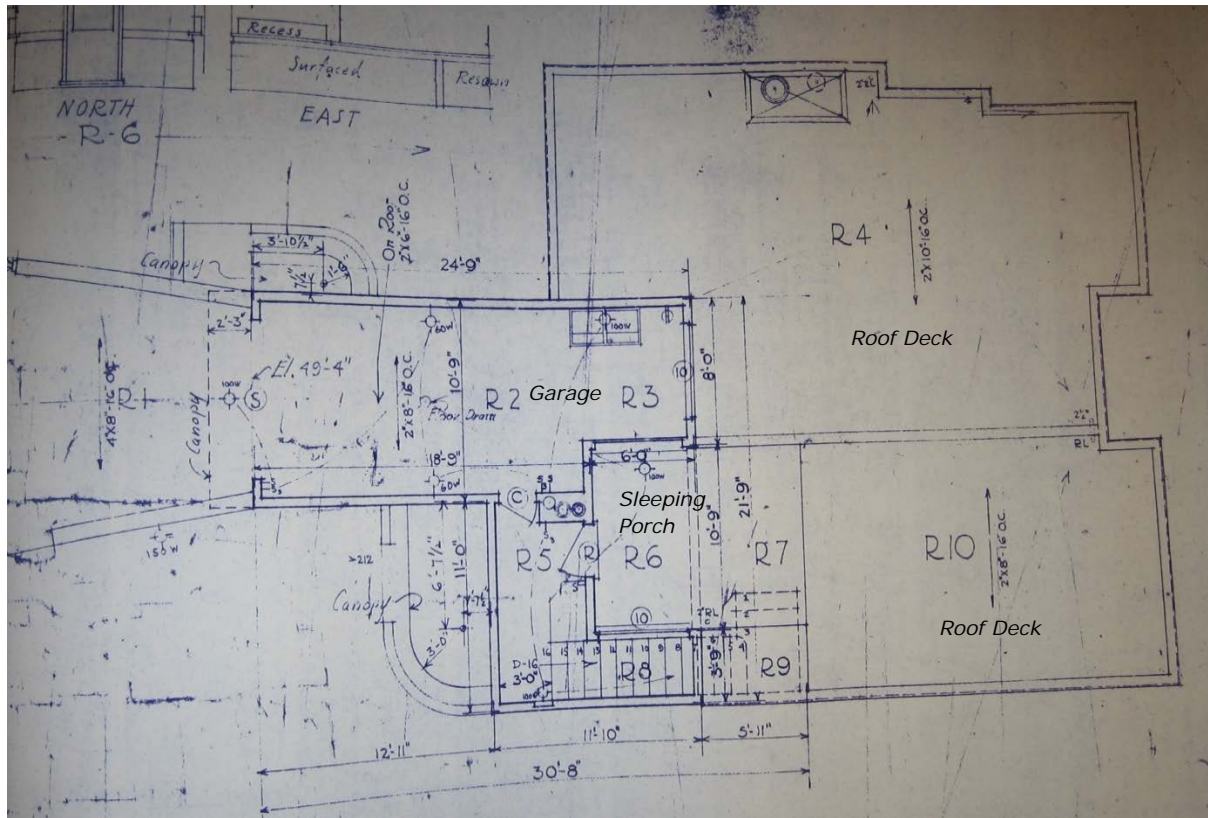 Recess
Surfaced
Resawn
NORTH
R-6
EAST
3'-10½"
On Roof
2"X6"-16"O.C.
Canopy
24'-9"
R4
2"X10"-16"O.C.
Roof Deck
2'-3"
60W
100W
El. 49'-4"
100W
S
R
4"X8"-16"O.C.
Canopy
2"X8"-16"O.C.
10'-9"
Floor Drain
R2
Garage
R3
10
8'-0"
18'-9"
6'-0"
100W
60W
C
Sleeping
Porch
R5
R
R6
10'-9"
21'-9"
R7
R10
2"X8"-16"O.C.
Roof Deck
150W
212
6'-7½"
11'-0"
Canopy
3'-0"
10
D-16
3'-0"
R8
3'-9"
R9
12'-11"
11'-10"
5'-11"
30'-8"